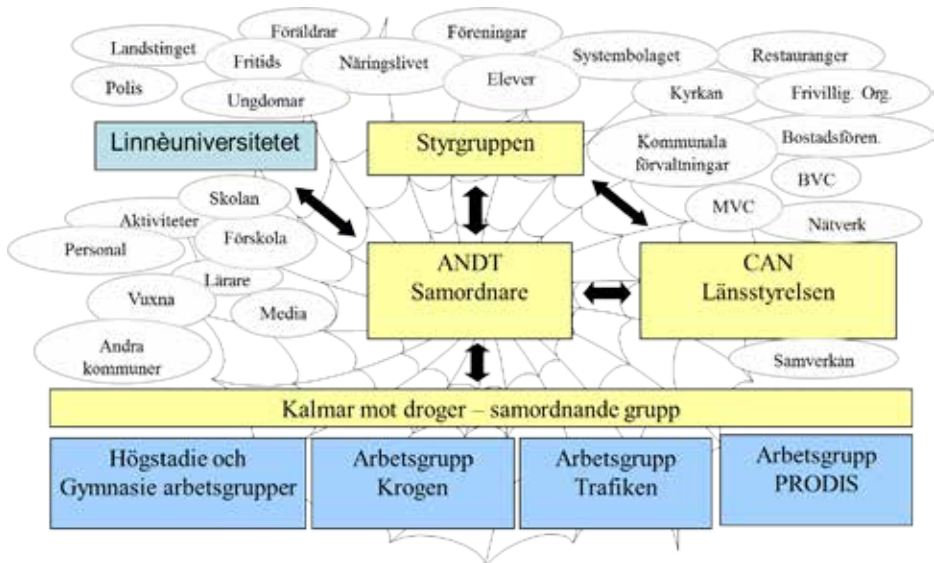 Föräldrar
Föreningar
Landstinget
Fritids
Näringslivet
Systembolaget
Restauranger
Polis
Elever
Ungdomar
Kyrkan
Frivillig. Org.
Linnèuniversitetet
Styrgruppen
Kommunala
förvaltningar
Bostadsfören.
BVC
Skolan
MVC
Aktiviteter
Nätverk
Personal
Förskola
ANDT
Samordnare
CAN
Länsstyrelsen
Lärare
Vuxna
Media
Andra
kommuner
Samverkan
Kalmar mot droger – samordnande grupp
Högstadie och
Gymnasie arbetsgrupper
Arbetsgrupp
Krogen
Arbetsgrupp
Trafiken
Arbetsgrupp
PRODIS